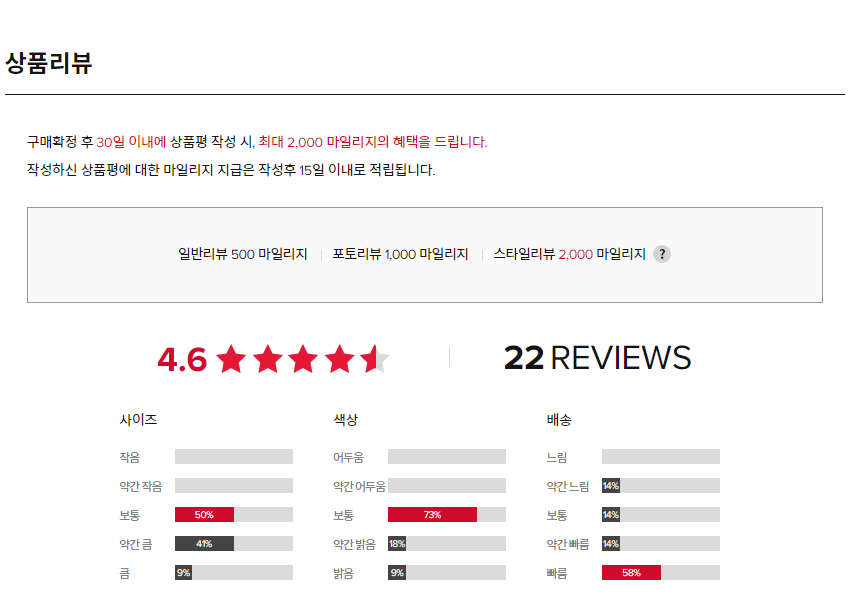 상품리뷰
구매확정 후 30일 이내에 상품평 작성 시, 최대 2,000 마일리지의 혜택을 드립니다.
작성하신 상품평에 대한 마일리지 지급은 작성후 15일 이내로 적립됩니다.
일반리뷰 500 마일리지 포토리뷰 1,000 마일리지 스타일리뷰 2,000 마일리지 ?
4.6 22 REVIEWS
사이즈 색상 배송
작음 어두움 느림
약간 작음 약간 어두움 약간 느림 14%
보통 50% 보통 73% 보통 14%
약간 큼 41% 약간 밝음 18% 약간 빠름 14%
큼 9% 밝음 9% 빠름 58%